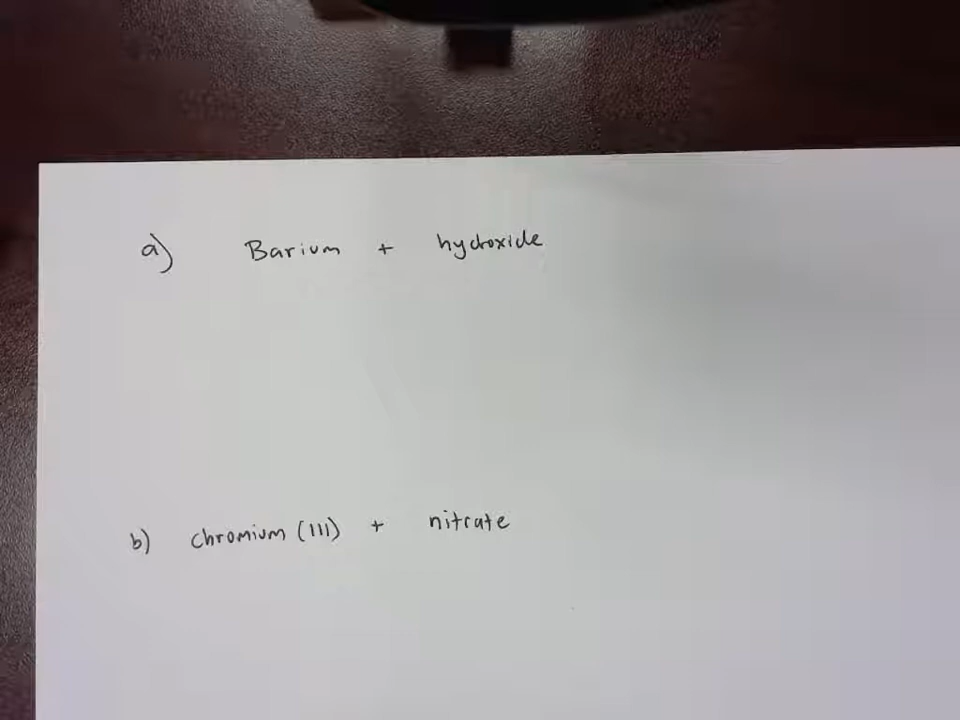 a) Barium + hydroxide
b) chromium (III) + nitrate